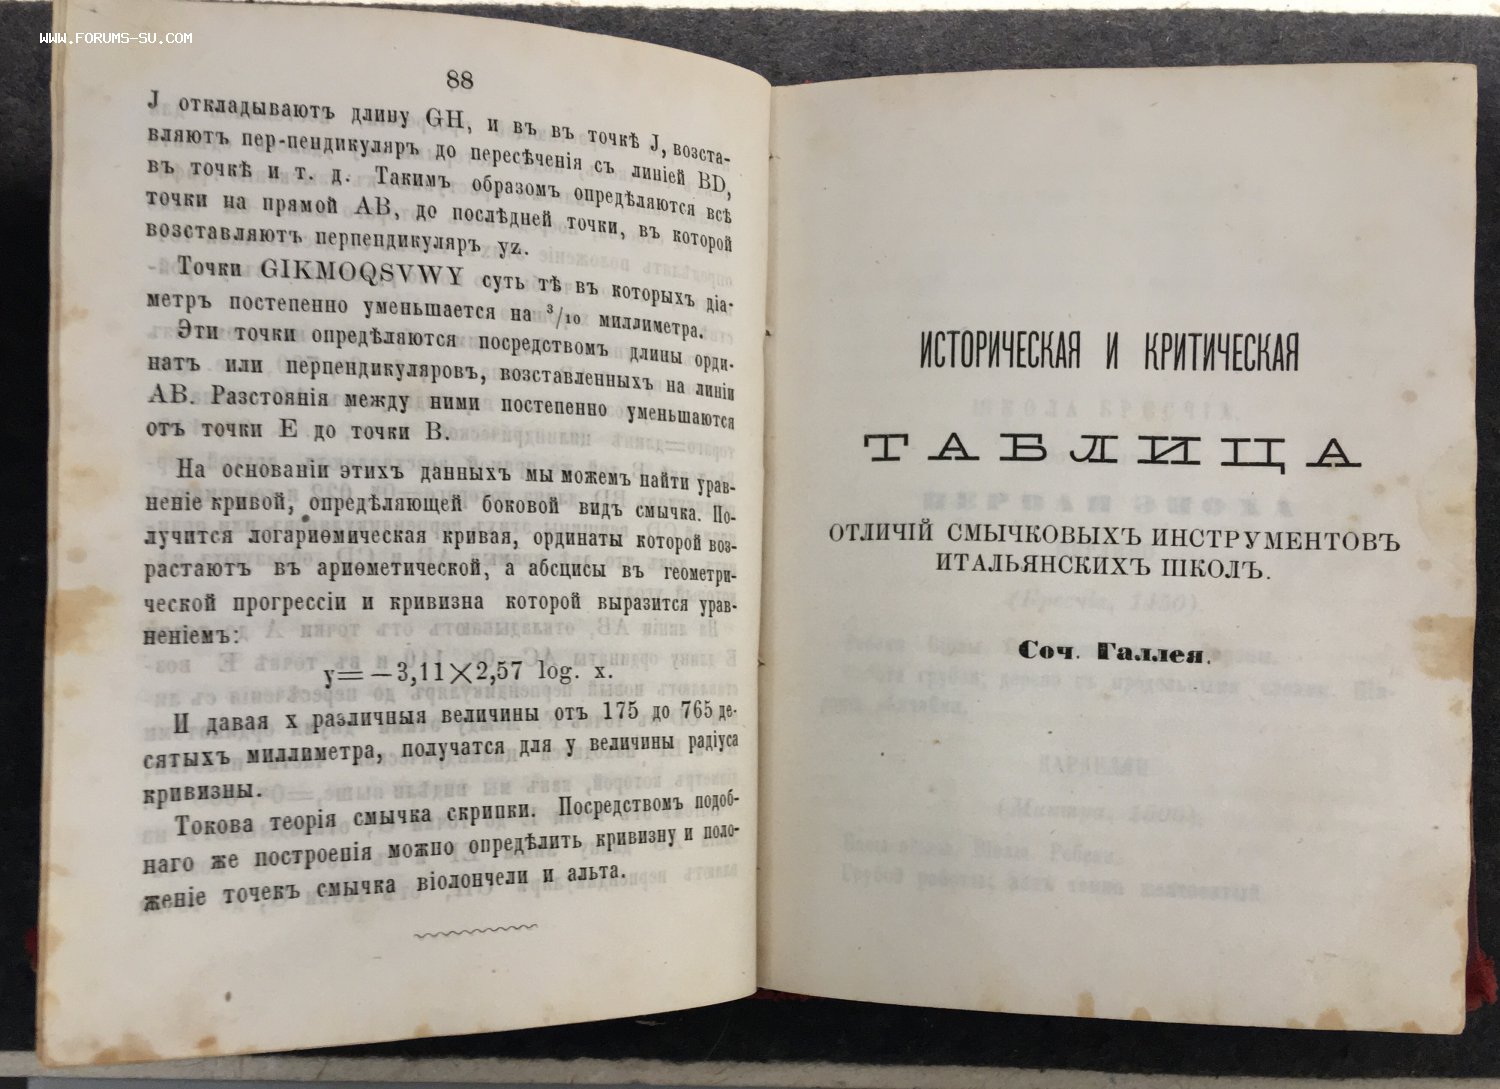 WWW.FORUMS-SU.COM
88
J откладываютъ длину GH, и въ въ точкѣ J, возста-
вляютъ пер-пендикуляръ до пересѣченія съ линіей BD,
въ точкѣ и т. д. Такимъ образомъ опредѣляются всѣ
точки на прямой AB, до послѣдней точки, въ которой
возставляютъ перпендикуляръ yz.
Точки GIKMOQSVWY суть тѣ въ которыхъ діа-
метръ постепенно уменьшается на ³/₁₀ миллиметра.
Эти точки опредѣляются посредствомъ длины орди-
натъ или перпендикуляровъ, возставленныхъ на линіи
AB. Разстоянія между ними постепенно уменьшаются
отъ точки E до точки B.
На основаніи этихъ данныхъ мы можемъ найти урав-
неніе кривой, опредѣляющей боковой видъ смычка. По-
лучится логариѳмическая кривая, ординаты которой воз-
растаютъ въ ариѳметической, а абсцисы въ геометри-
ческой прогрессіи и кривизна которой выразится урав-
неніемъ:
y=−3,11×2,57 log. x.
И давая x различныя величины отъ 175 до 765 де-
сятыхъ миллиметра, получатся для y величины радіуса
кривизны.
Токова теорія смычка скрипки. Посредствомъ подоб-
наго же построенія можно опредѣлить кривизну и поло-
женіе точекъ смычка віолончели и альта.
ИСТОРИЧЕСКАЯ И КРИТИЧЕСКАЯ
ТАБЛИЦА
ОТЛИЧІЙ СМЫЧКОВЫХЪ ИНСТРУМЕНТОВЪ
ИТАЛЬЯНСКИХЪ ШКОЛЪ.
Соч. Галлея.